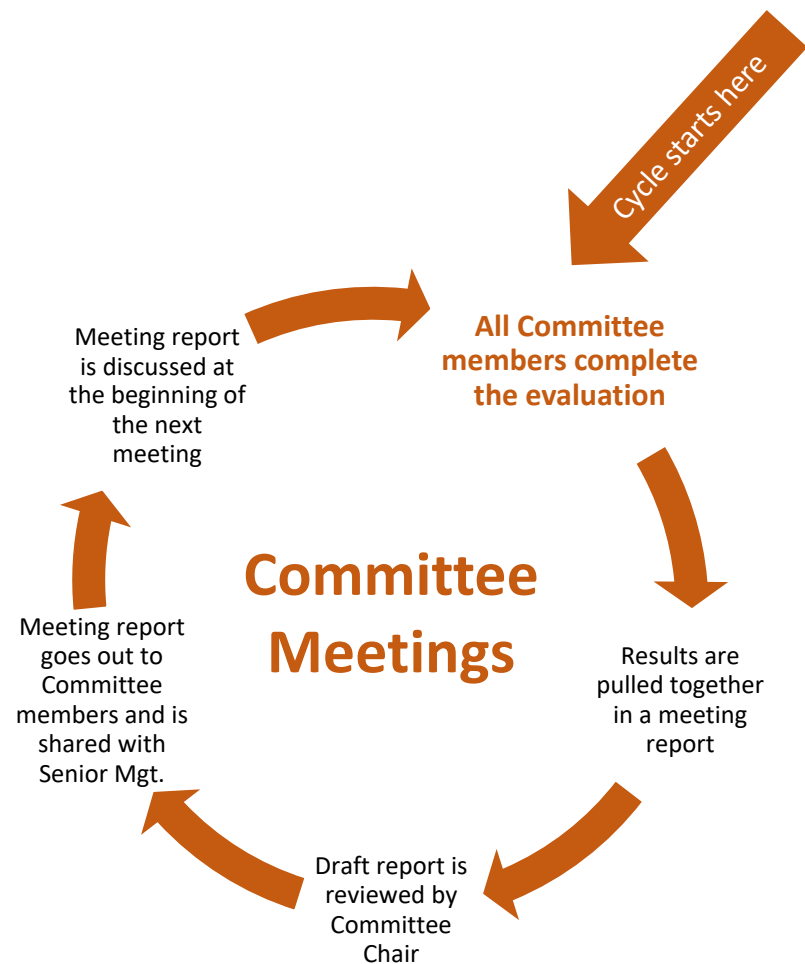 Cycle starts here
All Committee
members complete
the evaluation
Results are
pulled together
in a meeting
report
Draft report is
reviewed by
Committee
Chair
Meeting report
goes out to
Committee
members and is
shared with
Senior Mgt.
Meeting report
is discussed at
the beginning of
the next
meeting
Committee
Meetings